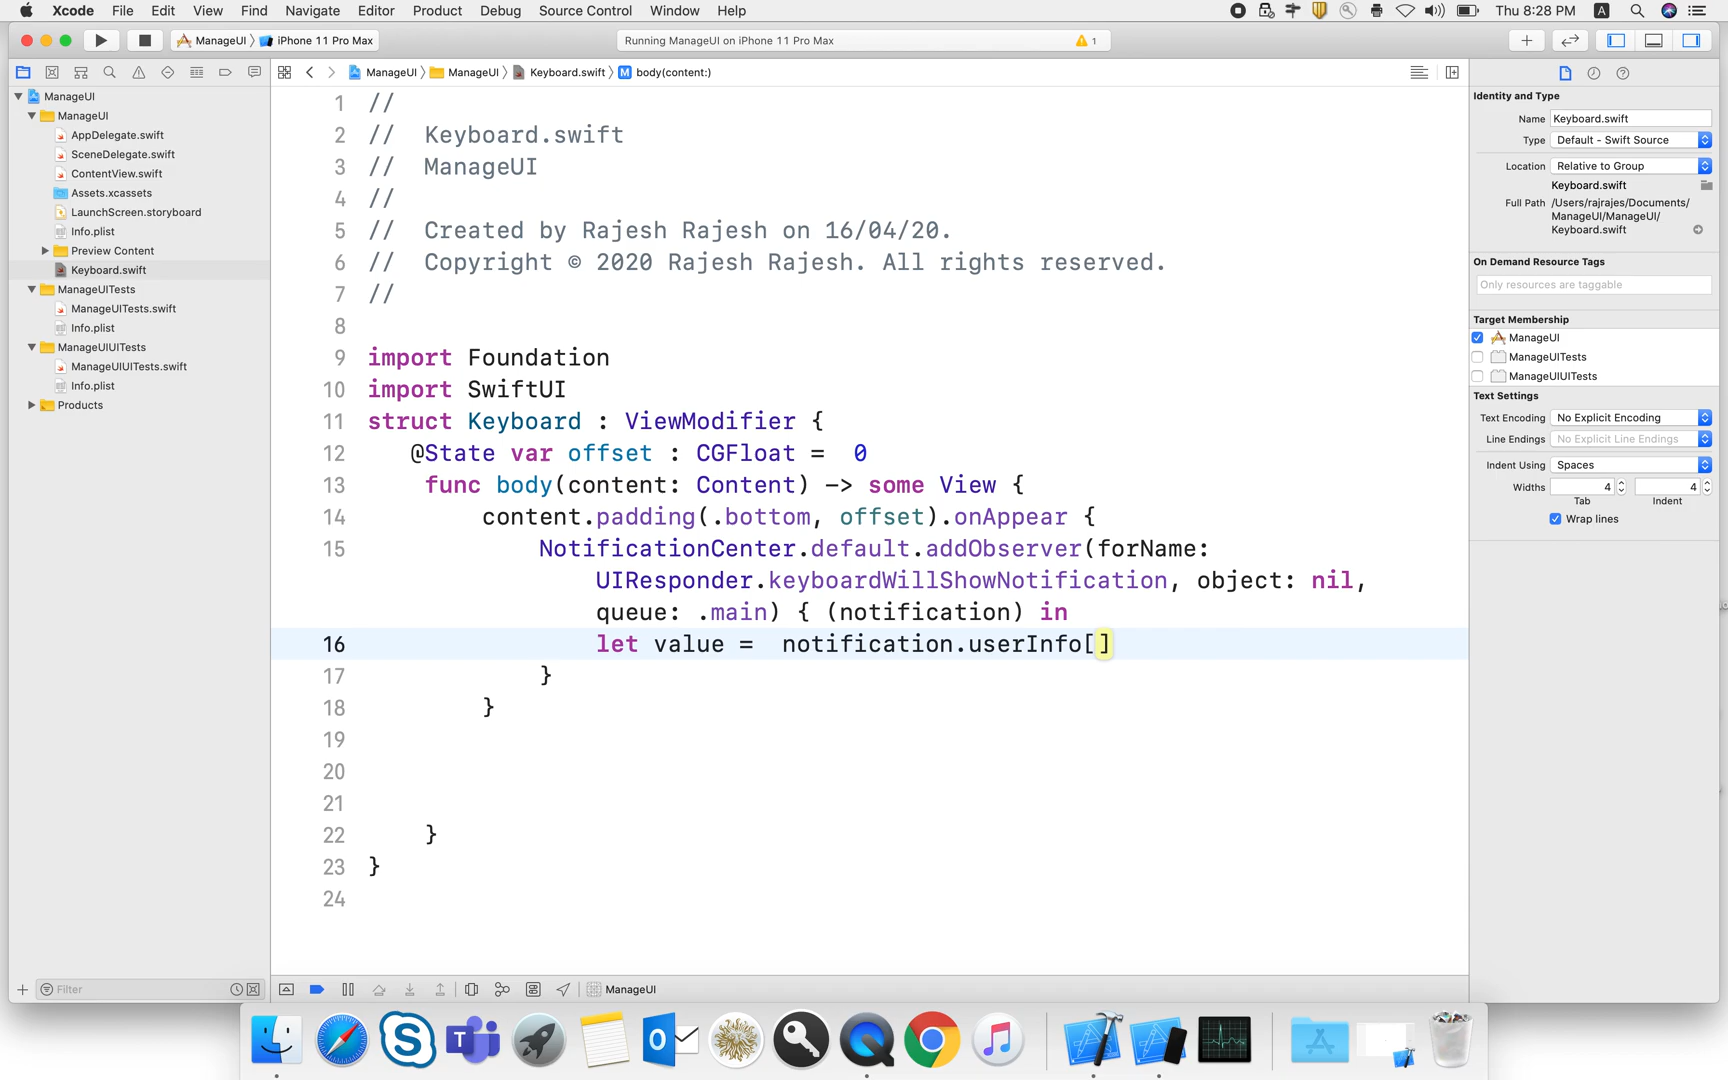 Xcode File Edit View Find Navigate Editor Product Debug Source Control Window Help Thu 8:28 PM A
ManageUI iPhone 11 Pro Max Running ManageUI on iPhone 11 Pro Max 1
ManageUI ManageUI Keyboard.swift M body(content:)
ManageUI
ManageUI
AppDelegate.swift
SceneDelegate.swift
ContentView.swift
Assets.xcassets
LaunchScreen.storyboard
Info.plist
Preview Content
Keyboard.swift
ManageUITests
ManageUITests.swift
Info.plist
ManageUIUITests
ManageUIUITests.swift
Info.plist
Products
Filter
1 //
2 // Keyboard.swift
3 // ManageUI
4 //
5 // Created by Rajesh Rajesh on 16/04/20.
6 // Copyright © 2020 Rajesh Rajesh. All rights reserved.
7 //
8
9 import Foundation
10 import SwiftUI
11 struct Keyboard : ViewModifier {
12 @State var offset : CGFloat = 0
13 func body(content: Content) -> some View {
14 content.padding(.bottom, offset).onAppear {
15 NotificationCenter.default.addObserver(forName:
UIResponder.keyboardWillShowNotification, object: nil,
queue: .main) { (notification) in
16 let value = notification.userInfo[]
17 }
18 }
19
20
21
22 }
23 }
24
ManageUI
Identity and Type
Name Keyboard.swift
Type Default - Swift Source
Location Relative to Group
Keyboard.swift
Full Path /Users/rajrajes/Documents/
ManageUI/ManageUI/
Keyboard.swift
On Demand Resource Tags
Only resources are taggable
Target Membership
ManageUI
ManageUITests
ManageUIUITests
Text Settings
Text Encoding No Explicit Encoding
Line Endings No Explicit Line Endings
Indent Using Spaces
Widths 4 4
Tab Indent
Wrap lines